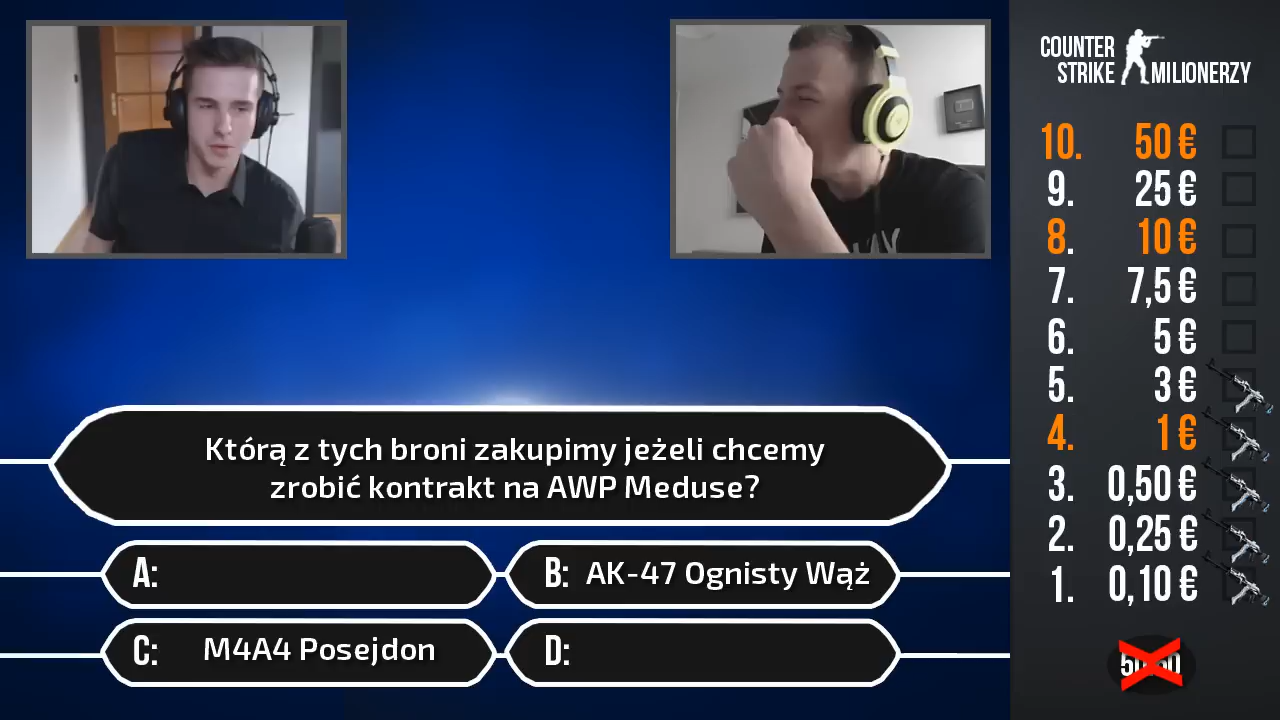 COUNTER
STRIKE MILIONERZY
10. 50 €
9. 25 €
8. 10 €
7. 7,5 €
6. 5 €
5. 3 €
4. 1 €
3. 0,50 €
2. 0,25 €
1. 0,10 €
Którą z tych broni zakupimy jeżeli chcemy
zrobić kontrakt na AWP Meduse?
A:
B: AK-47 Ognisty Wąż
C: M4A4 Posejdon
D: